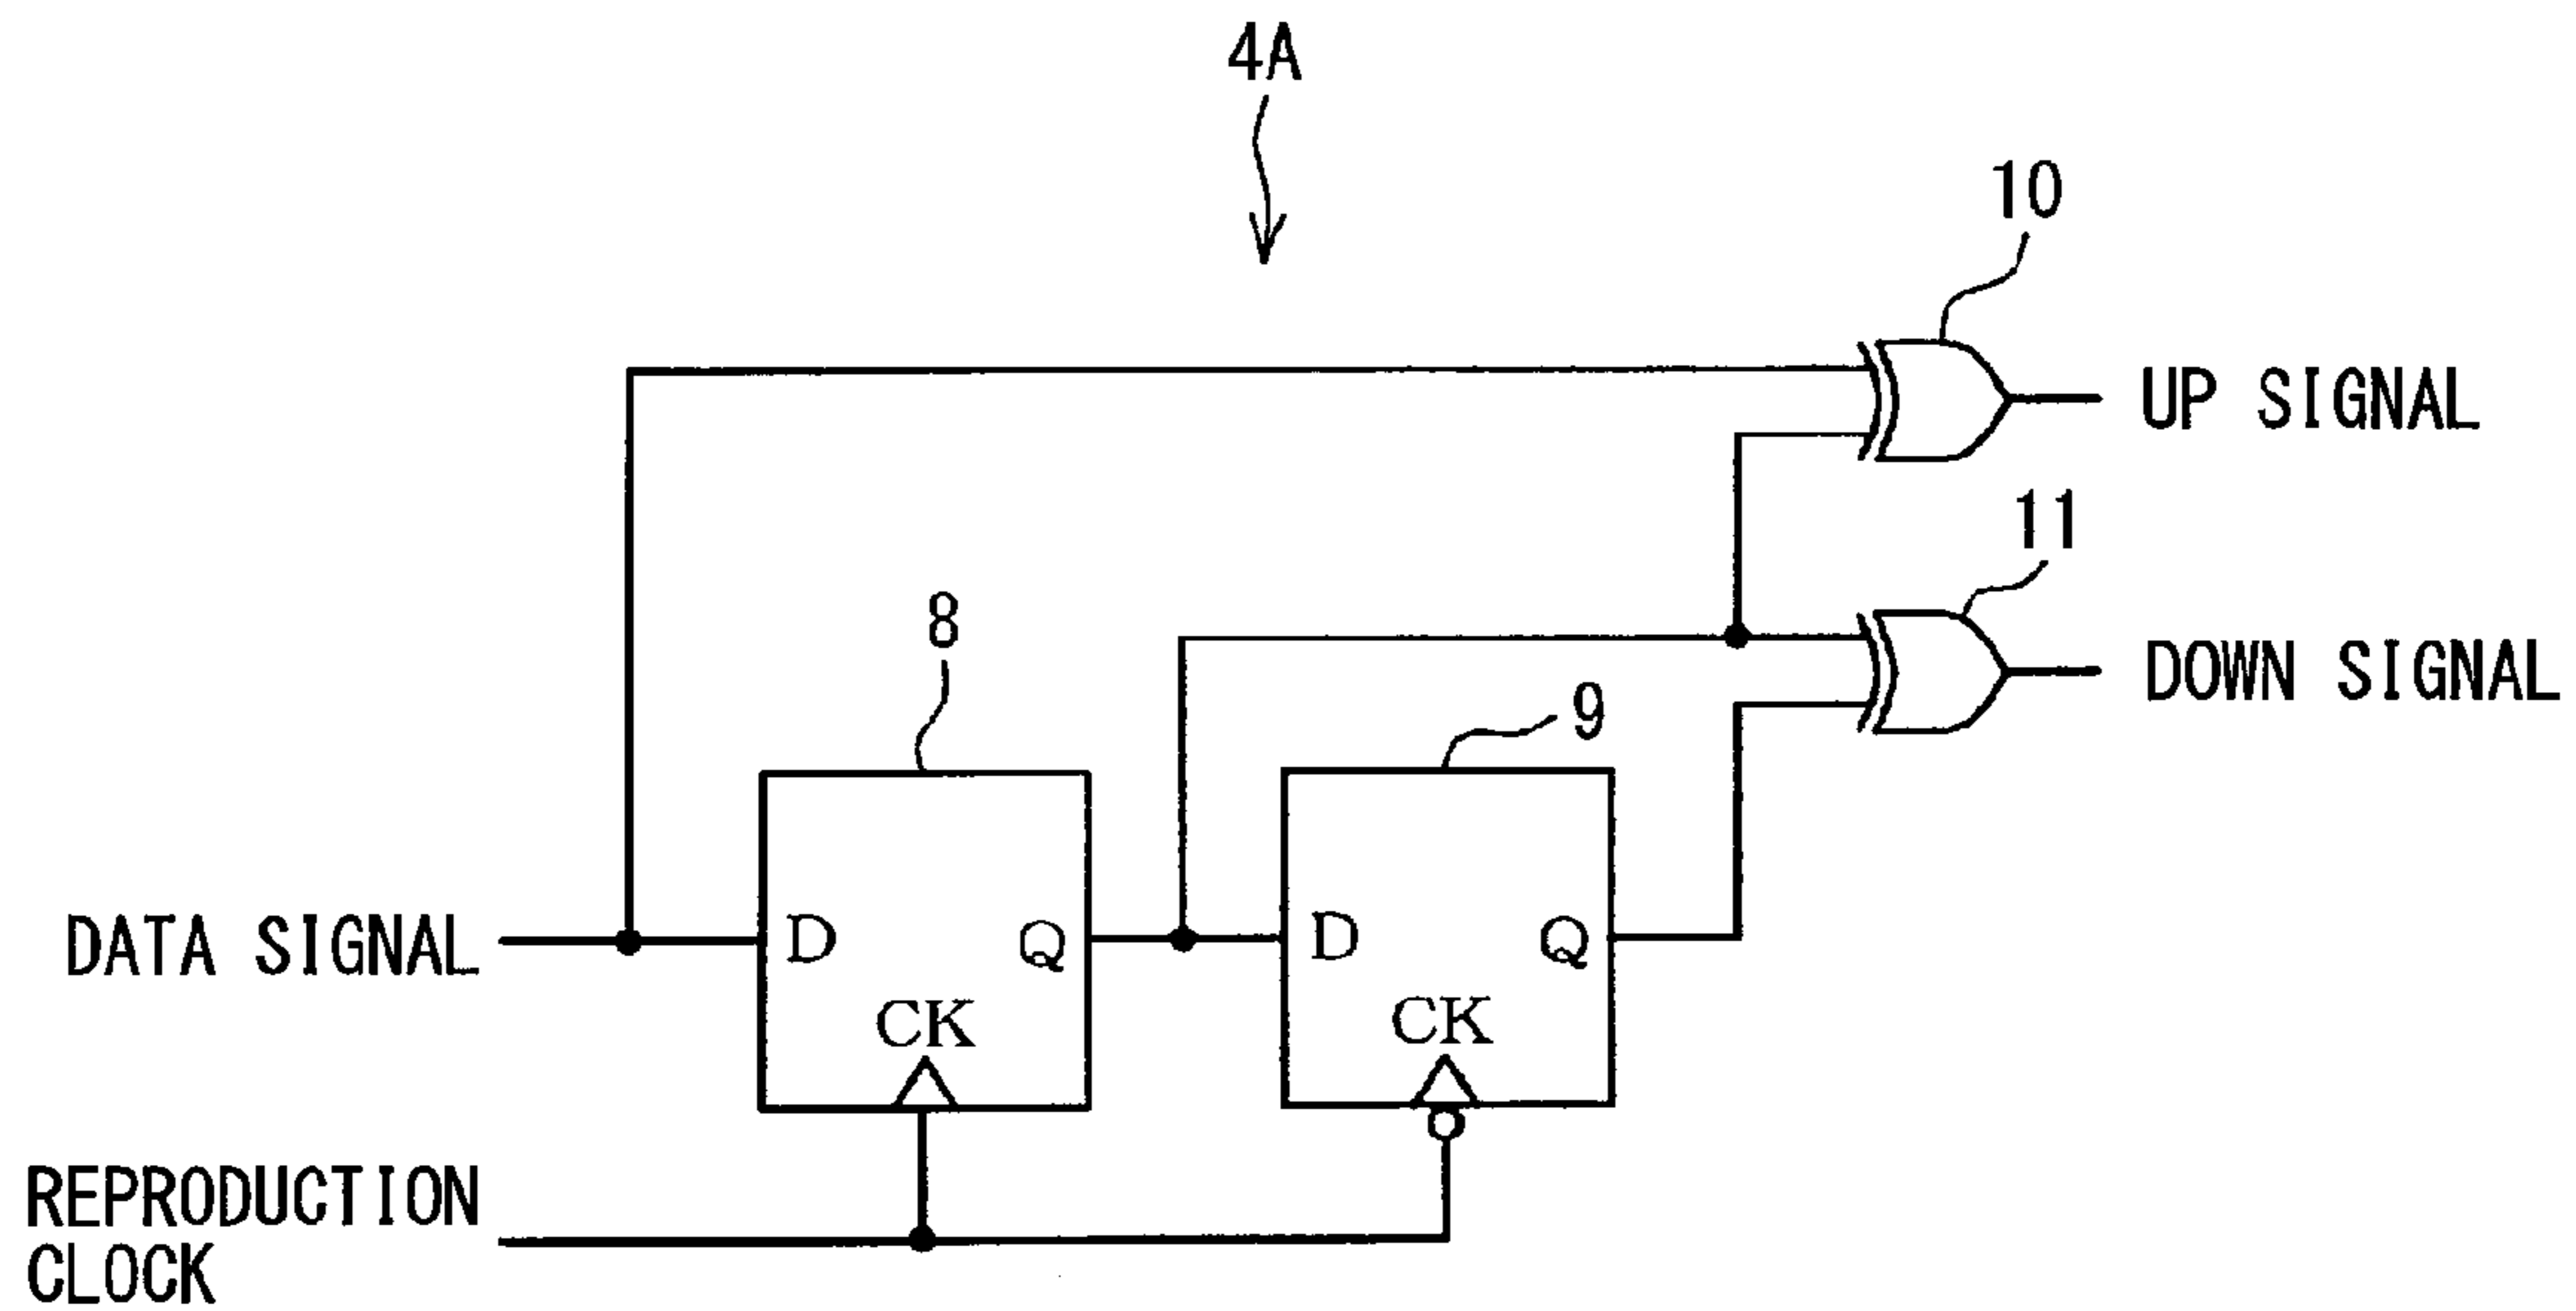 4A
10
UP SIGNAL
11
DOWN SIGNAL
8
9
DATA SIGNAL
D
Q
D
Q
CK
CK
REPRODUCTION
CLOCK